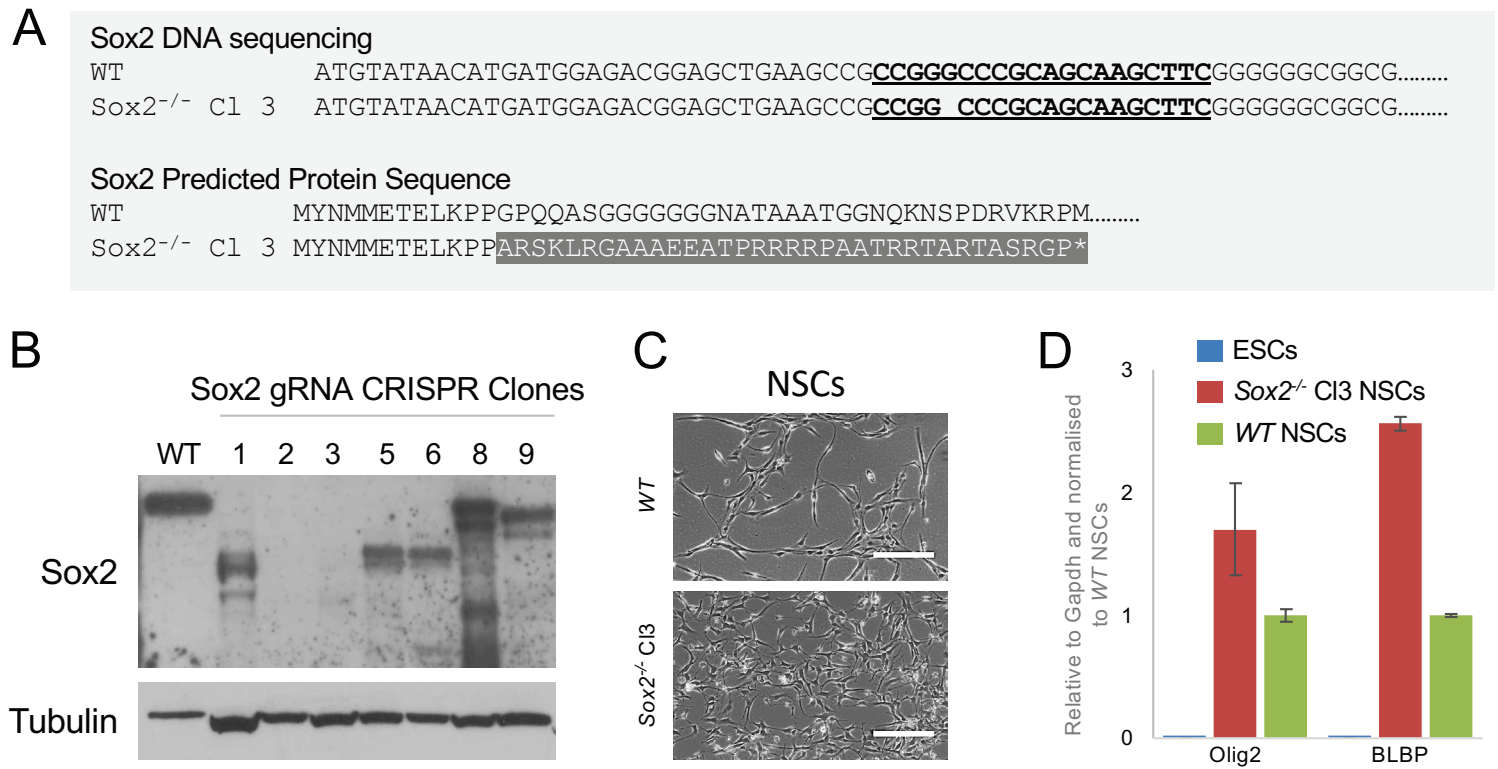 A
Sox2 DNA sequencing
WT ATGTATAACATGATGGAGACGGAGCTGAAGCCGCCGGGCCCGCAGCAAGCTTCGGGGGGCGGCG.........
Sox2-/- Cl 3 ATGTATAACATGATGGAGACGGAGCTGAAGCCGCCGG CCCGCAGCAAGCTTCGGGGGGCGGCG.........
Sox2 Predicted Protein Sequence
WT MYNMMETELKPPGPQQASGGGGGGGNATAAATGGNQKNSPDRVKRPM.........
Sox2-/- Cl 3 MYNMMETELKPPARSKLRGAAAEEATPRRRRPAATRRTARTASRGP*
B
Sox2 gRNA CRISPR Clones
WT 1 2 3 5 6 8 9
Sox2
Tubulin
C
NSCs
WT
Sox2-/- Cl3
D
ESCs
Sox2-/- Cl3 NSCs
WT NSCs
Relative to Gapdh and normalised
to WT NSCs
3
2
1
0
Olig2 BLBP